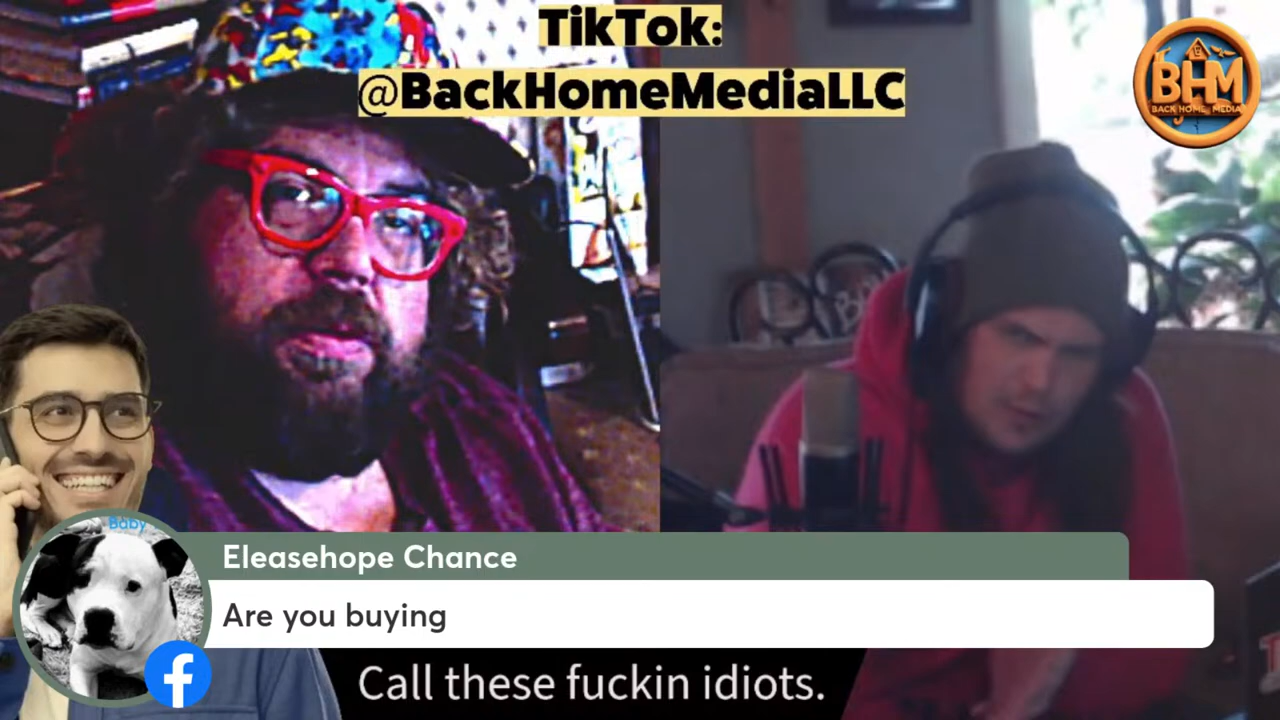 TikTok:
@BackHomeMediaLLC
BHM
BACK HOME MEDIA
Baby
Eleasehope Chance
Are you buying
Call these fuckin idiots.